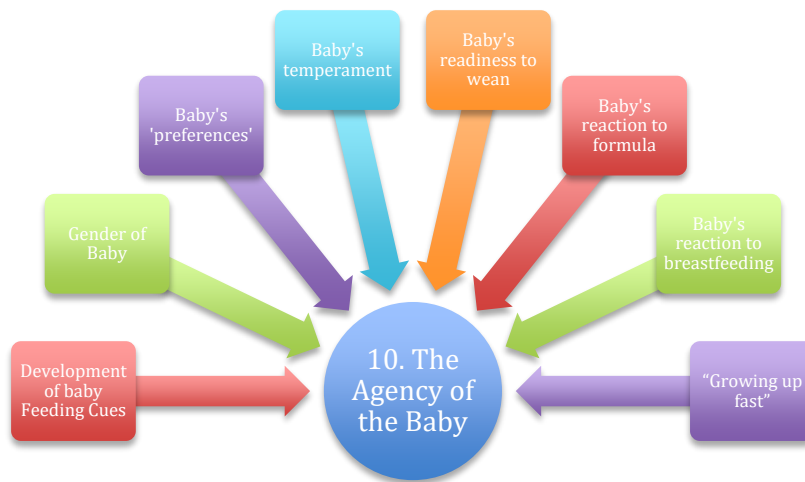 Baby's
temperament
Baby's
readiness to
wean
Baby's
'preferences'
Baby's
reaction to
formula
Gender of
Baby
Baby's
reaction to
breastfeeding
Development
of baby
Feeding Cues
10. The
Agency of
the Baby
“Growing up
fast”